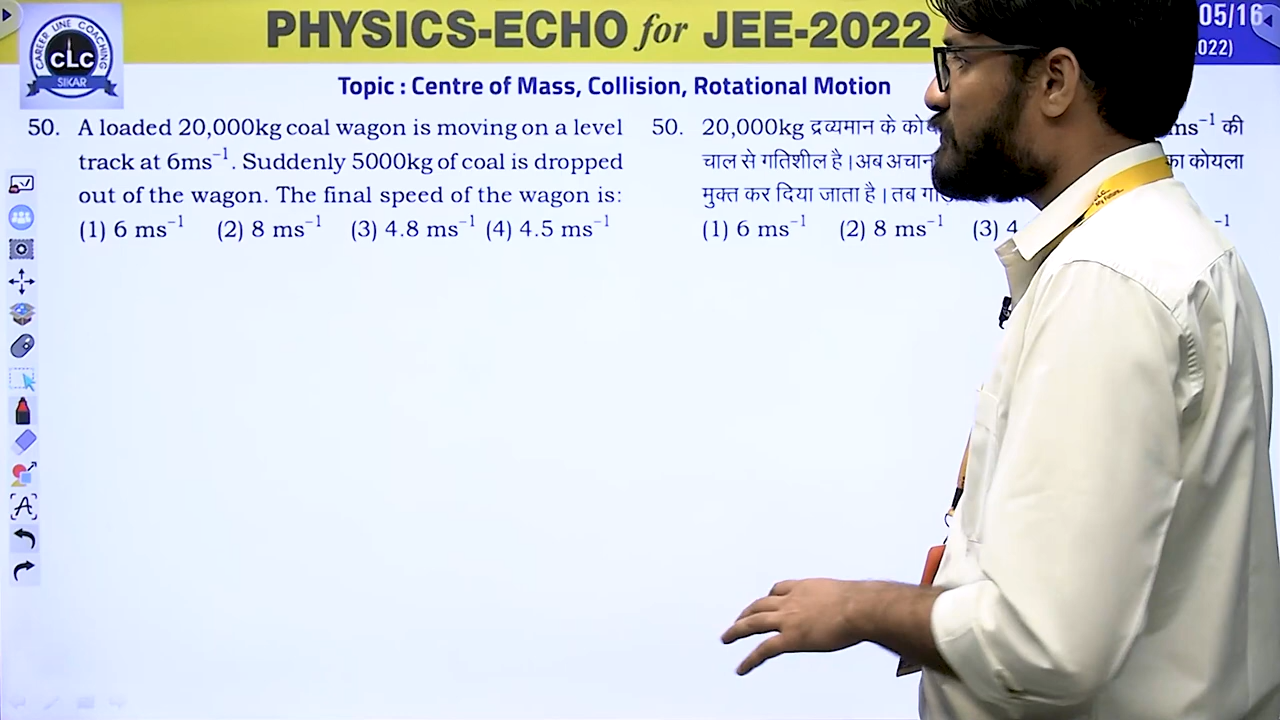 PHYSICS-ECHO for JEE-2022
05/16
022)
CAREER LINE COACHING
CLC
SIKAR
Topic : Centre of Mass, Collision, Rotational Motion
50. A loaded 20,000kg coal wagon is moving on a level
track at 6ms⁻¹. Suddenly 5000kg of coal is dropped
out of the wagon. The final speed of the wagon is:
(1) 6 ms⁻¹ (2) 8 ms⁻¹ (3) 4.8 ms⁻¹ (4) 4.5 ms⁻¹
50. 20,000kg द्रव्यमान के ms⁻¹ की
चाल से गतिशील है। अब का कोयला
मुक्त कर दिया जाता है। तब
(1) 6 ms⁻¹ (2) 8 ms⁻¹ (3) 4 ⁻¹